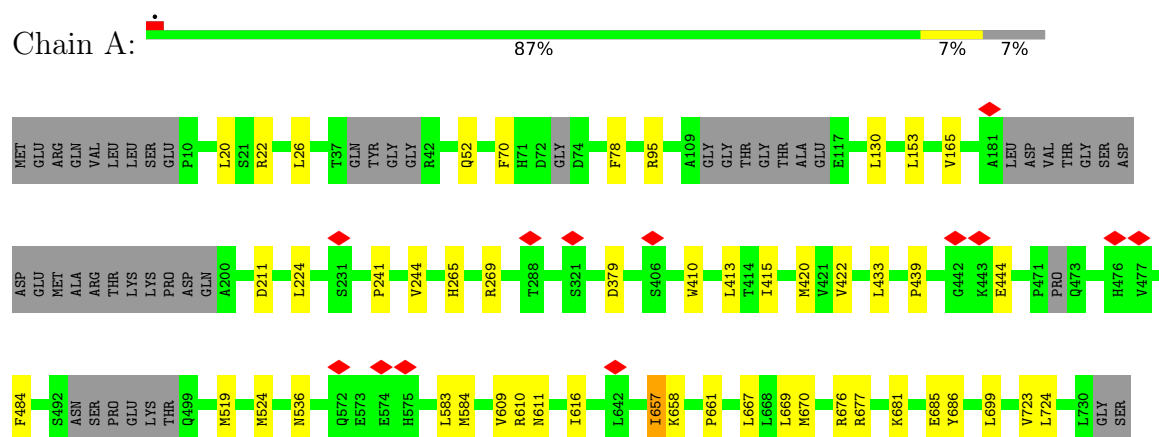 Chain A:
•
87%
7%
7%
MET GLU ARG GLN VAL LEU LEU SER GLU P10 L20 S21 R22 L26 T37 GLN TYR GLY GLY R42 Q52 F70 H71 D72 GLY D74 F78 R95 A109 GLY GLY THR GLY THR ALA GLU E117 L130 L153 V165 A181 LEU ASP VAL THR GLY SER ASP
ASP GLU MET ALA ARG THR LYS LYS PRO ASP GLN A200 D211 L224 S231 P241 V244 H265 R269 T288 S321 D379 S406 W410 L413 T414 I415 M420 V421 V422 L433 P439 G442 K443 E444 P471 PRO Q473 H476 V477
F484 S492 ASN SER PRO GLU LYS THR Q499 M519 M524 N536 Q572 E573 E574 H575 L583 M584 V609 R610 N611 I616 L642 I657 K658 P661 L667 L668 L669 M670 R676 R677 K681 E685 Y686 L699 V723 L724 L730 GLY SER